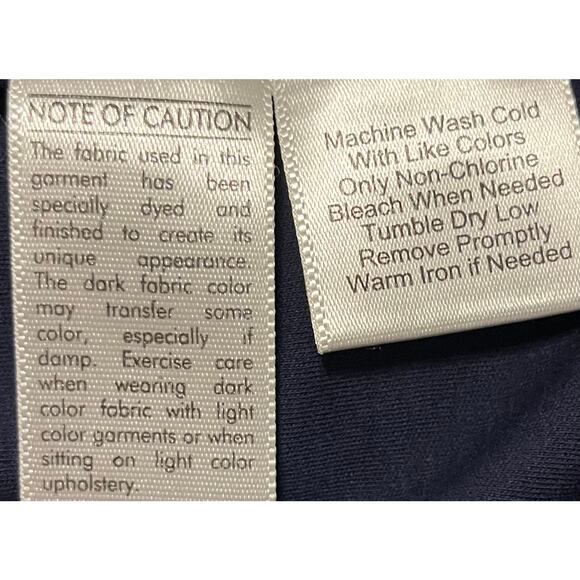 NOTE OF CAUTION
The fabric used in this
garment has been
specially dyed and
finished to create its
unique appearance.
The dark fabric color
may transfer some
color, especially if
damp. Exercise care
when wearing dark
color fabric with light
color garments or when
sitting on light color
upholstery.
Machine Wash Cold
With Like Colors
Only Non-Chlorine
Bleach When Needed
Tumble Dry Low
Remove Promptly
Warm Iron if Needed